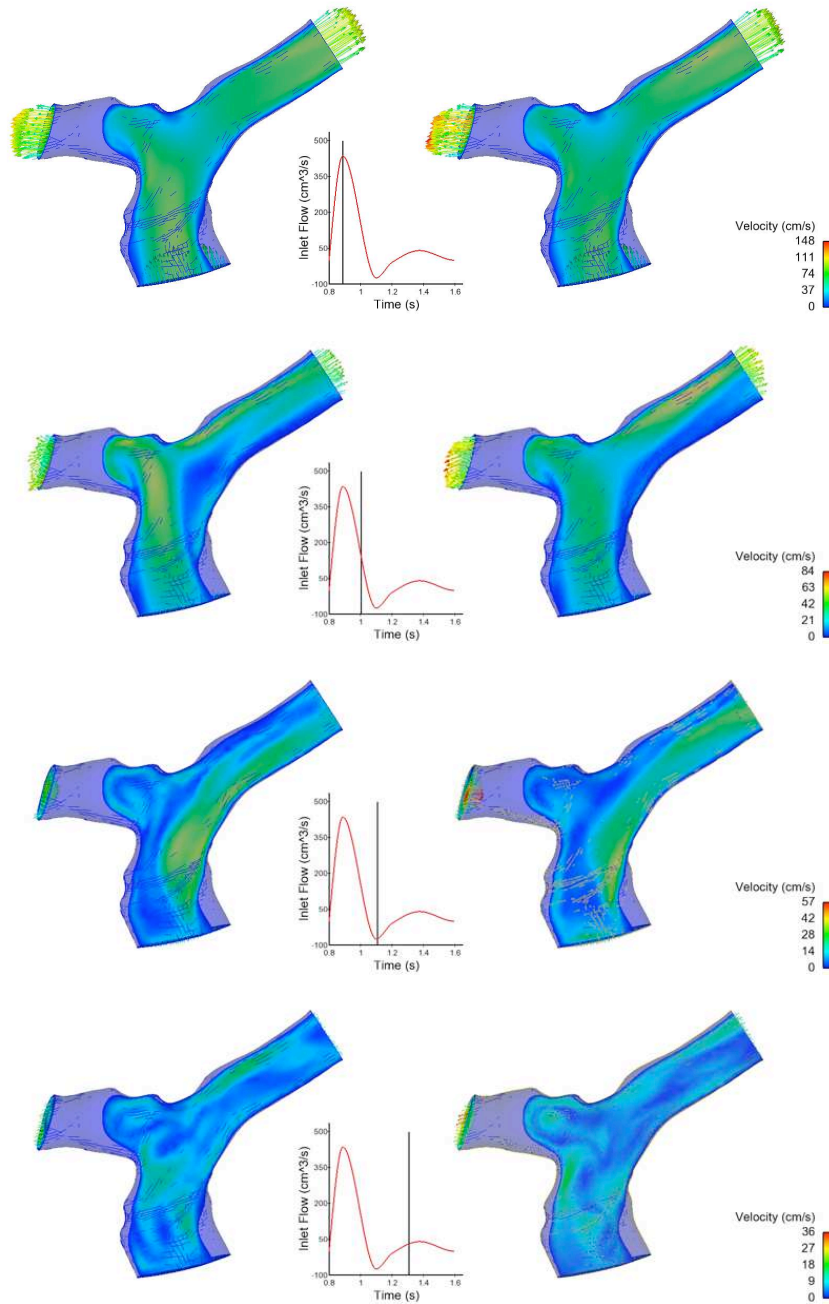 500
350
200
50
-100
Inlet Flow (cm^3/s)
0.8 1 1.2 1.4 1.6
Time (s)
Velocity (cm/s)
148
111
74
37
0
500
350
200
50
-100
Inlet Flow (cm^3/s)
0.8 1 1.2 1.4 1.6
Time (s)
Velocity (cm/s)
84
63
42
21
0
500
350
200
50
-100
Inlet Flow (cm^3/s)
0.8 1 1.2 1.4 1.6
Time (s)
Velocity (cm/s)
57
42
28
14
0
500
350
200
50
-100
Inlet Flow (cm^3/s)
0.8 1 1.2 1.4 1.6
Time (s)
Velocity (cm/s)
36
27
18
9
0